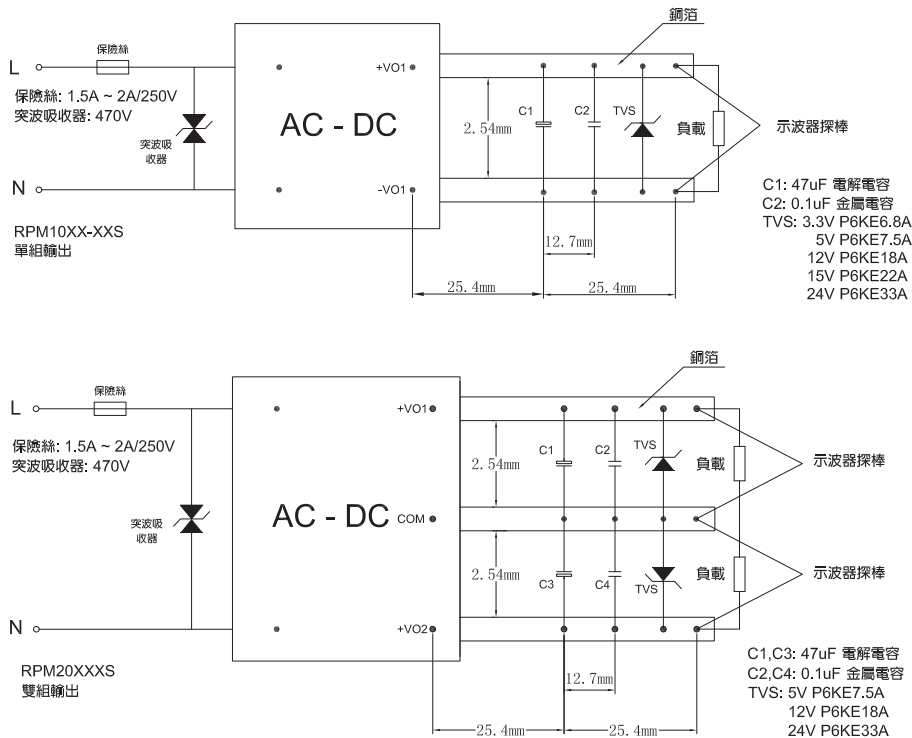 銅箔
保險絲
L
保險絲: 1.5A ~ 2A/250V
突波吸收器: 470V
突波吸
收器
N
RPM10XX-XXS
單組輸出
AC - DC
+VO1
-VO1
2.54mm
C1
C2
TVS
負載
示波器探棒
12.7mm
25.4mm
25.4mm
C1: 47uF 電解電容
C2: 0.1uF 金屬電容
TVS: 3.3V P6KE6.8A
5V P6KE7.5A
12V P6KE18A
15V P6KE22A
24V P6KE33A
銅箔
保險絲
L
保險絲: 1.5A ~ 2A/250V
突波吸收器: 470V
突波吸
收器
N
RPM20XXXS
雙組輸出
AC - DC
+VO1
COM
+VO2
2.54mm
C1
C2
TVS
負載
示波器探棒
2.54mm
C3
C4
TVS
負載
示波器探棒
12.7mm
25.4mm
25.4mm
C1,C3: 47uF 電解電容
C2,C4: 0.1uF 金屬電容
TVS: 5V P6KE7.5A
12V P6KE18A
24V P6KE33A